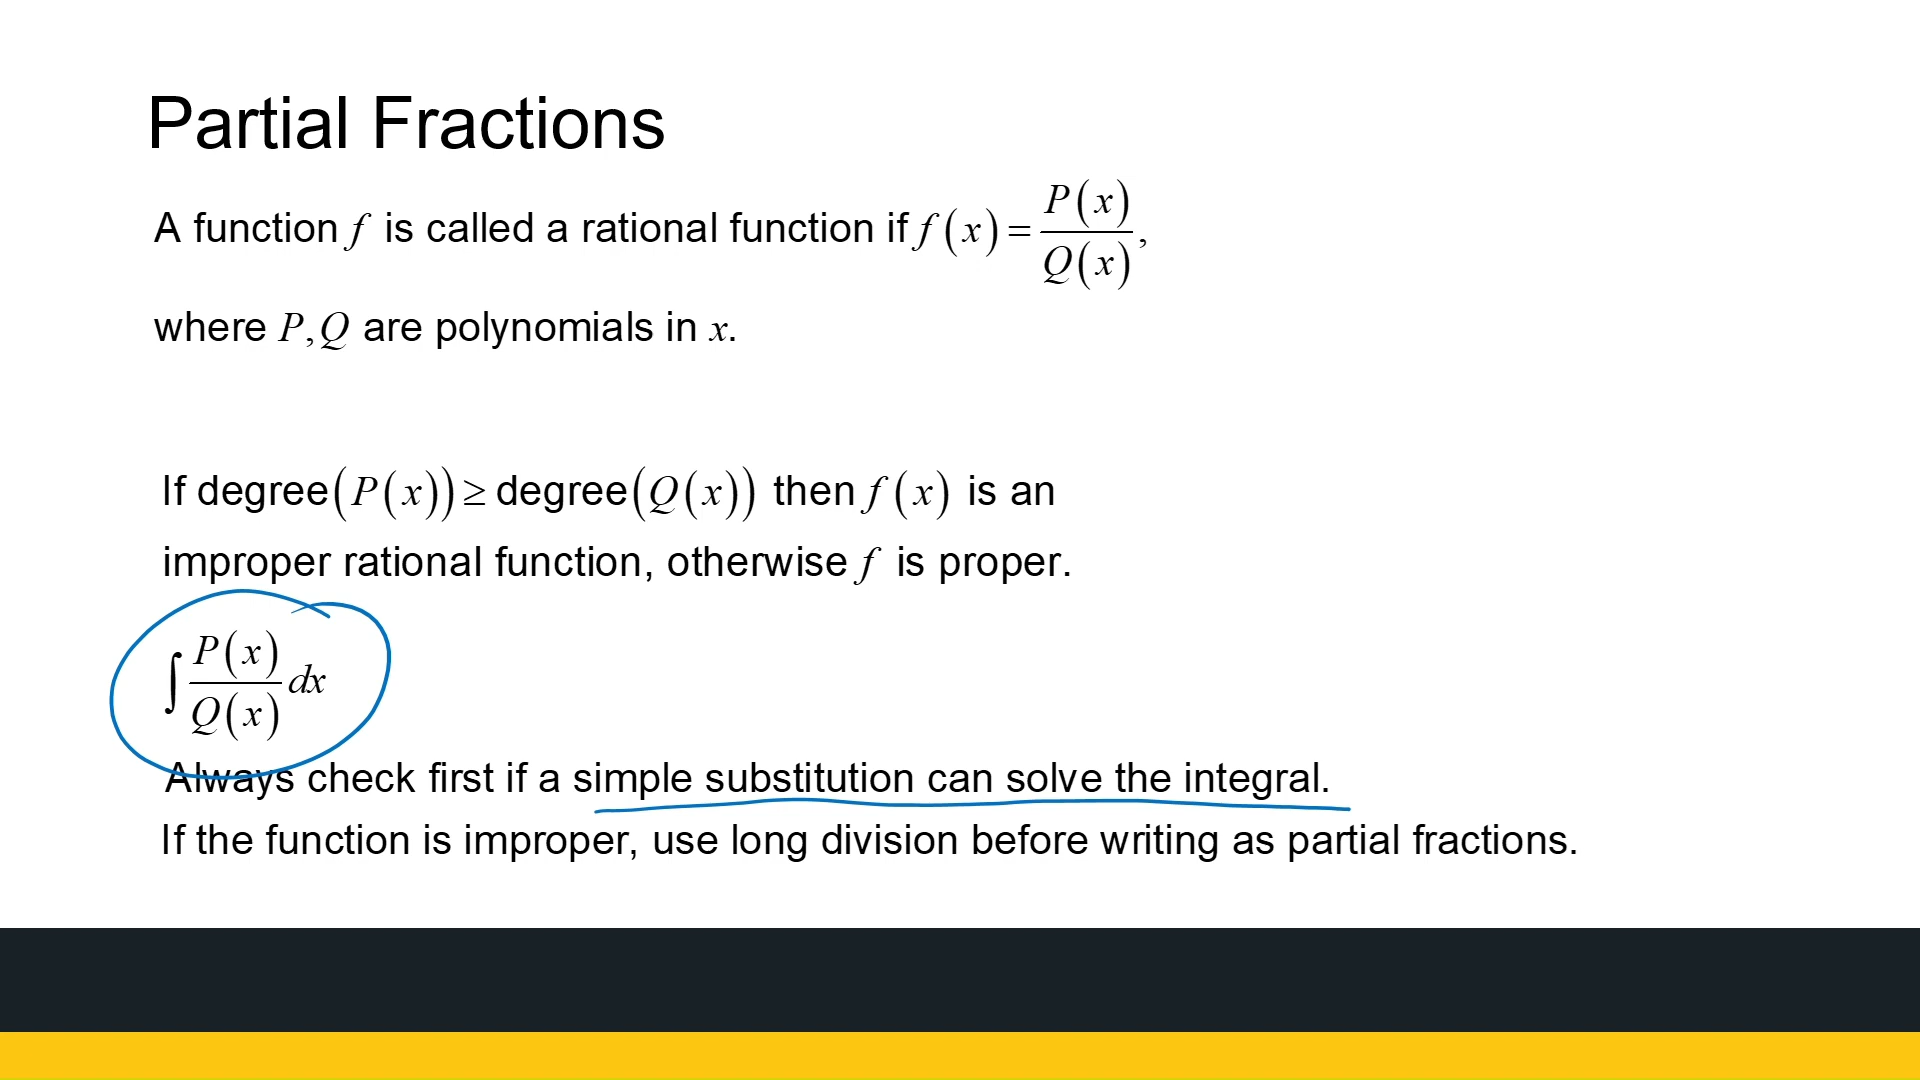 Partial Fractions
A function f is called a rational function if f(x) = P(x)/Q(x),
where P,Q are polynomials in x.
If degree(P(x)) ≥ degree(Q(x)) then f(x) is an
improper rational function, otherwise f is proper.
∫ P(x)/Q(x) dx
Always check first if a simple substitution can solve the integral.
If the function is improper, use long division before writing as partial fractions.